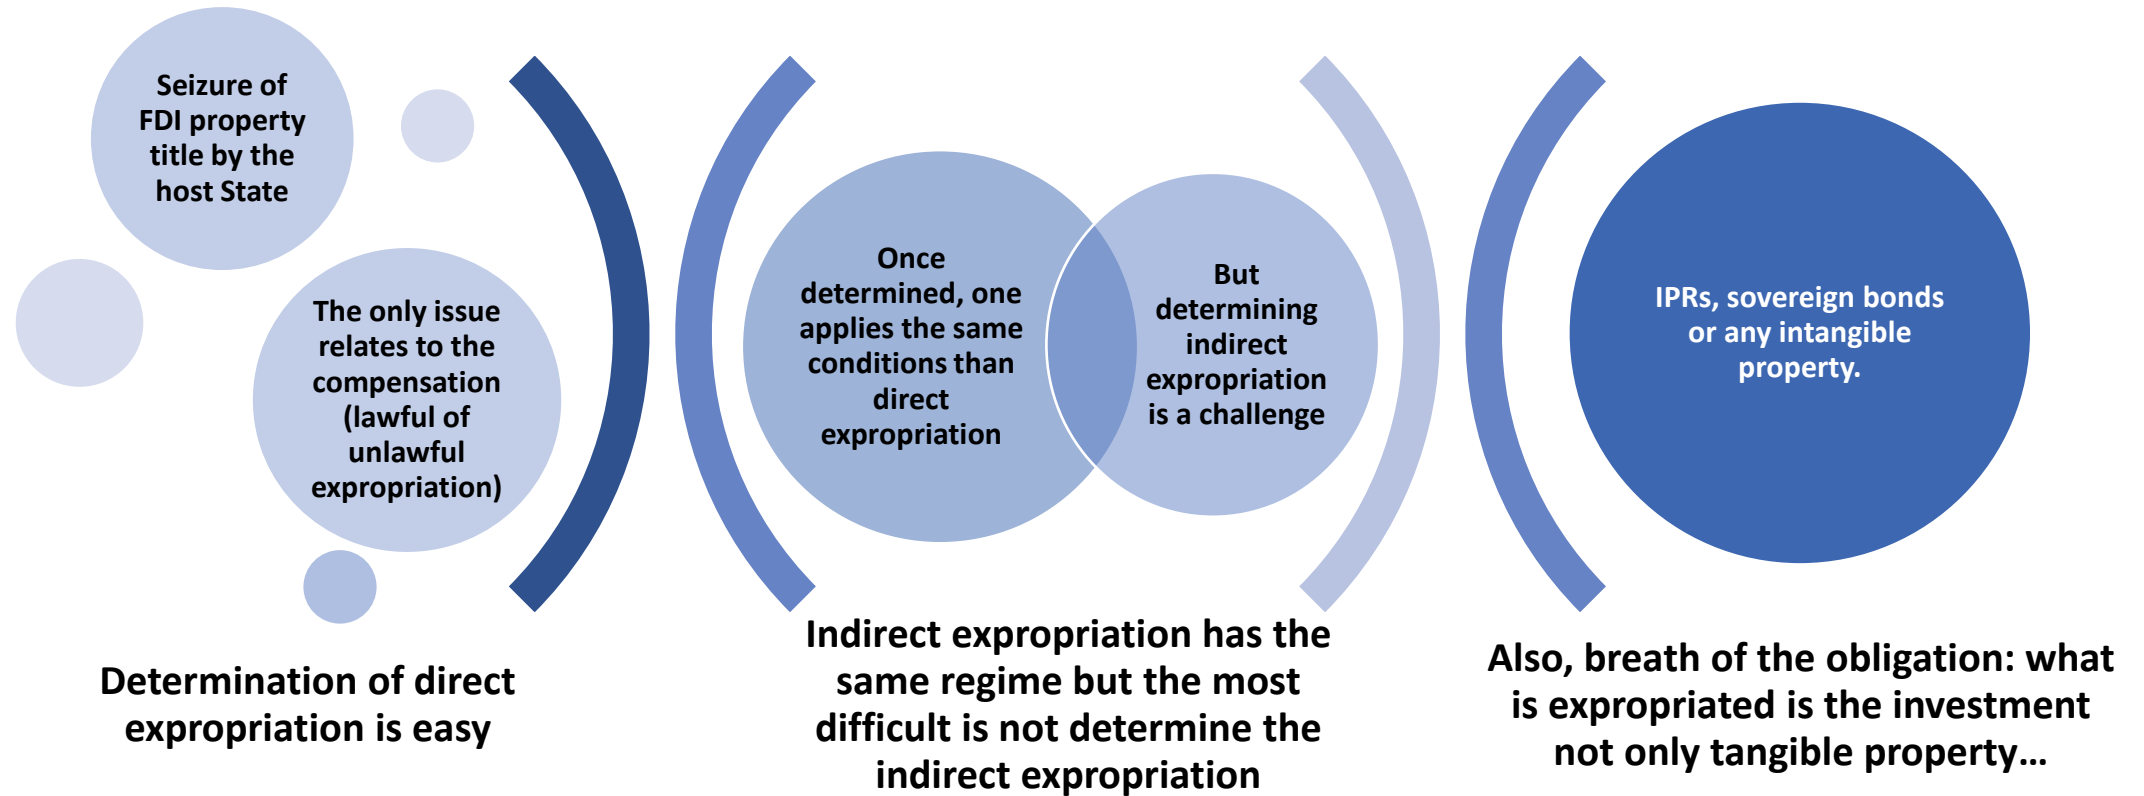 Seizure of
FDI property
title by the
host State
The only issue
relates to the
compensation
(lawful of
unlawful
expropriation)
Determination of direct
expropriation is easy
Once
determined, one
applies the same
conditions than
direct
expropriation
But
determining
indirect
expropriation
is a challenge
Indirect expropriation has the
same regime but the most
difficult is not determine the
indirect expropriation
IPRs, sovereign bonds
or any intangible
property.
Also, breath of the obligation: what
is expropriated is the investment
not only tangible property…